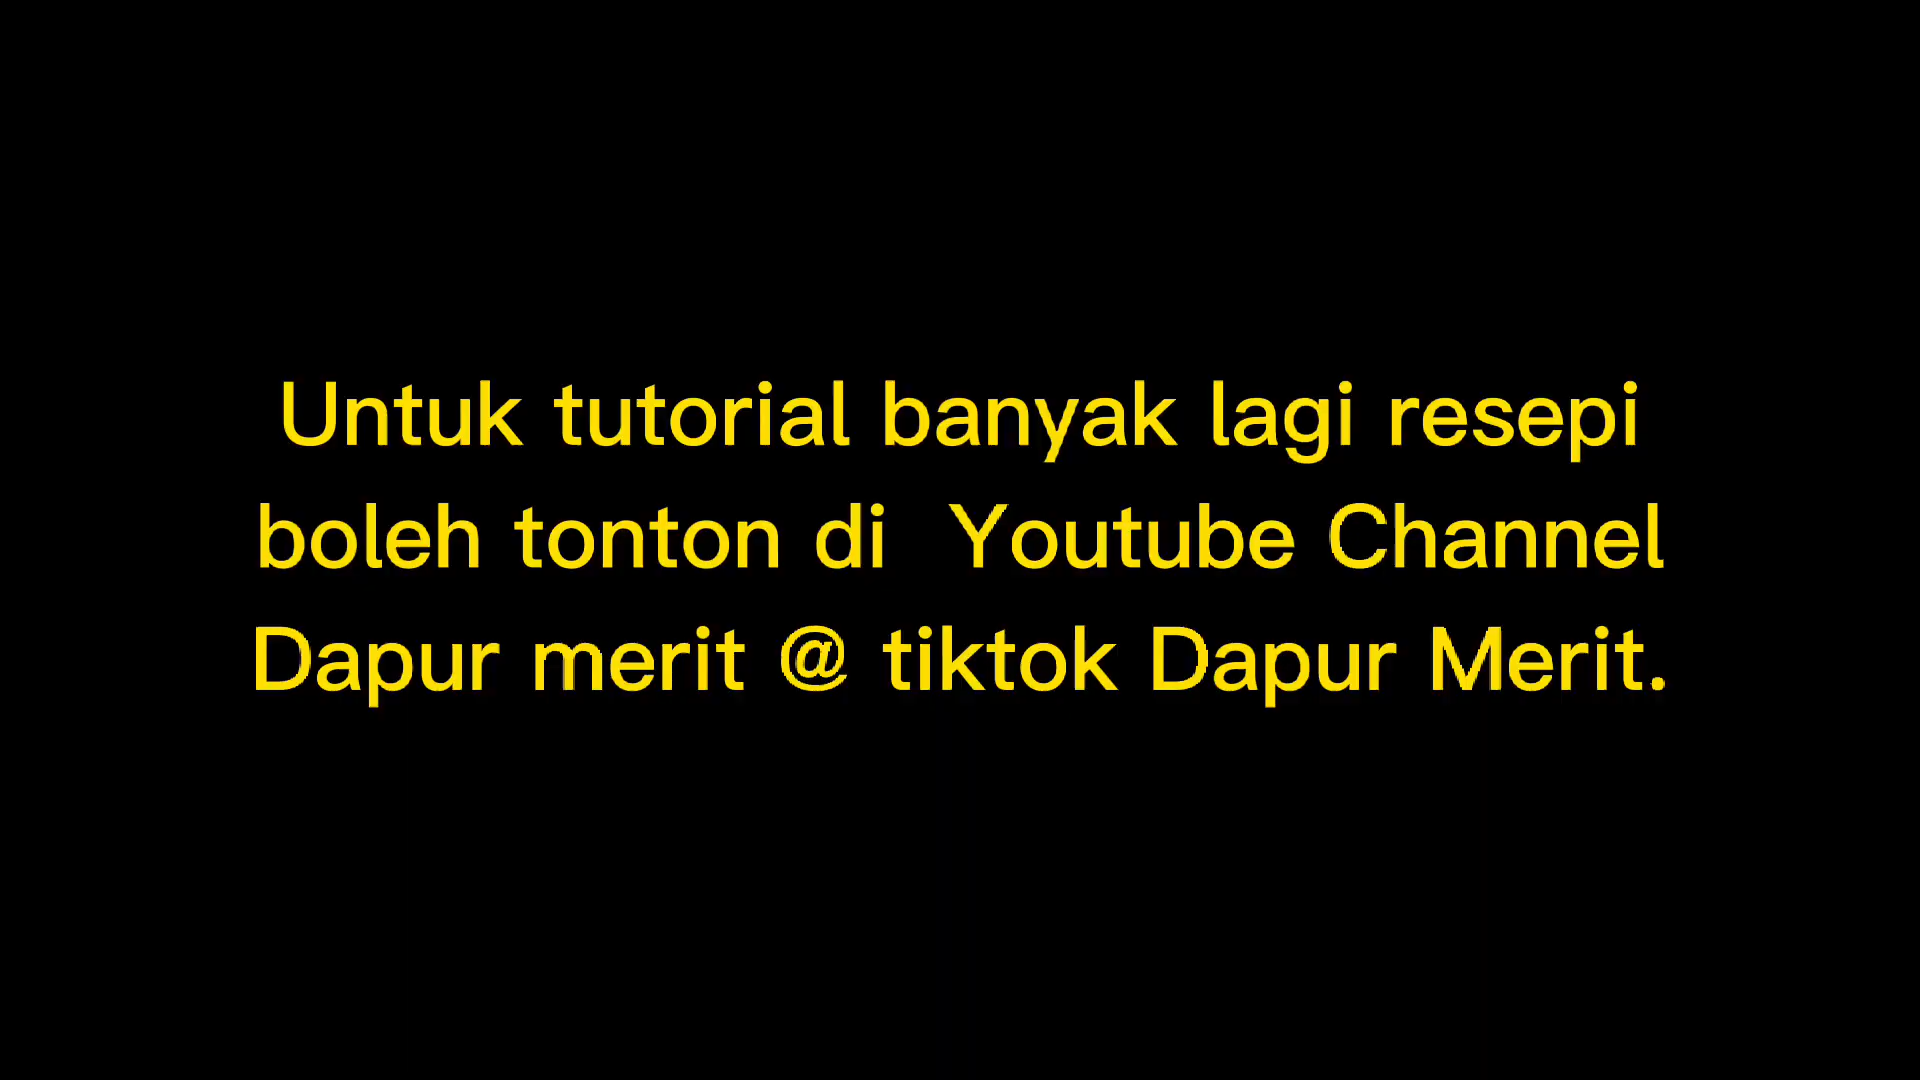 Untuk tutorial banyak lagi resepi
boleh tonton di  Youtube Channel
Dapur merit @ tiktok Dapur Merit.